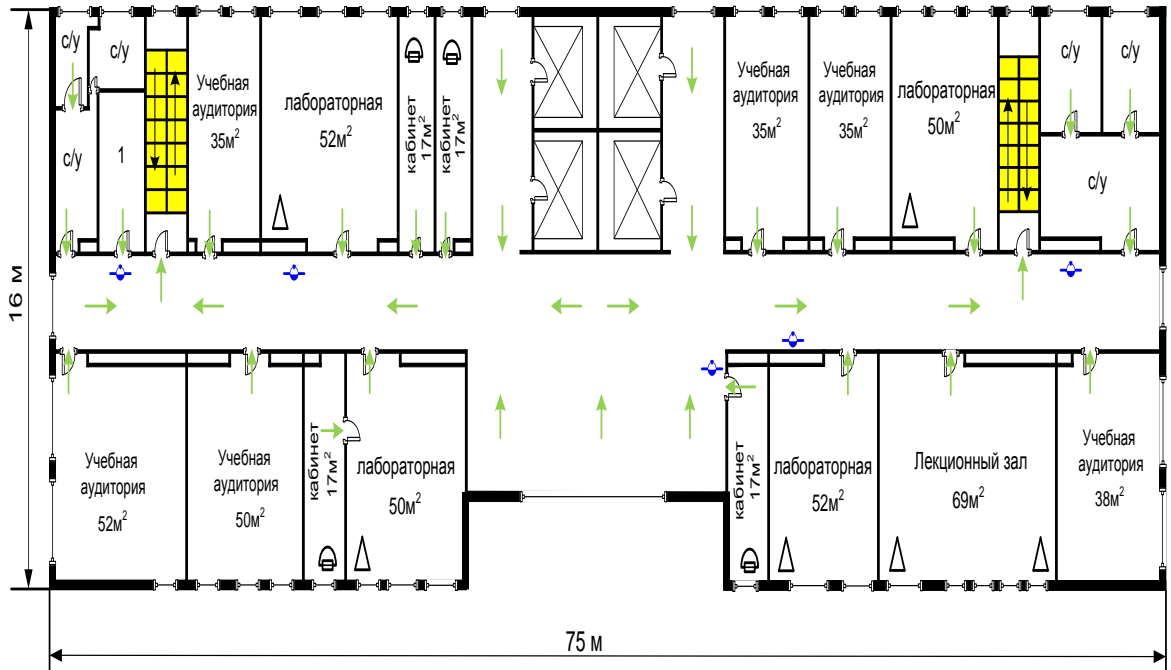 с/у
с/у
Учебная
аудитория
35м²
лабораторная
52м²
кабинет
17м²
кабинет
17м²
Учебная
аудитория
35м²
Учебная
аудитория
35м²
лабораторная
50м²
с/у
с/у
с/у
1
с/у
16 м
Учебная
аудитория
52м²
Учебная
аудитория
50м²
кабинет
17м²
лабораторная
50м²
кабинет
17м²
лабораторная
52м²
Лекционный зал
69м²
Учебная
аудитория
38м²
75 м